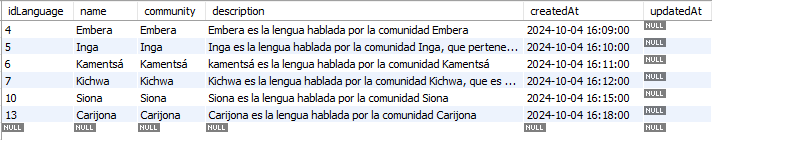 idLanguage name community description createdAt updatedAt
4 Embera Embera Embera es la lengua hablada por la comunidad Embera 2024-10-04 16:09:00 NULL
5 Inga Inga Inga es la lengua hablada por la comunidad Inga, que pertene... 2024-10-04 16:10:00 NULL
6 Kamentsá Kamentsá kamentsá es la lengua hablada por la comunidad Kamentsá 2024-10-04 16:11:00 NULL
7 Kichwa Kichwa Kichwa es la lengua hablada por la comunidad Kichwa, que es ... 2024-10-04 16:12:00 NULL
10 Siona Siona Siona es la lengua hablada por la comunidad Siona 2024-10-04 16:15:00 NULL
13 Carijona Carijona Carijona es la lengua hablada por la comunidad Carijona 2024-10-04 16:18:00 NULL
NULL NULL NULL NULL NULL NULL